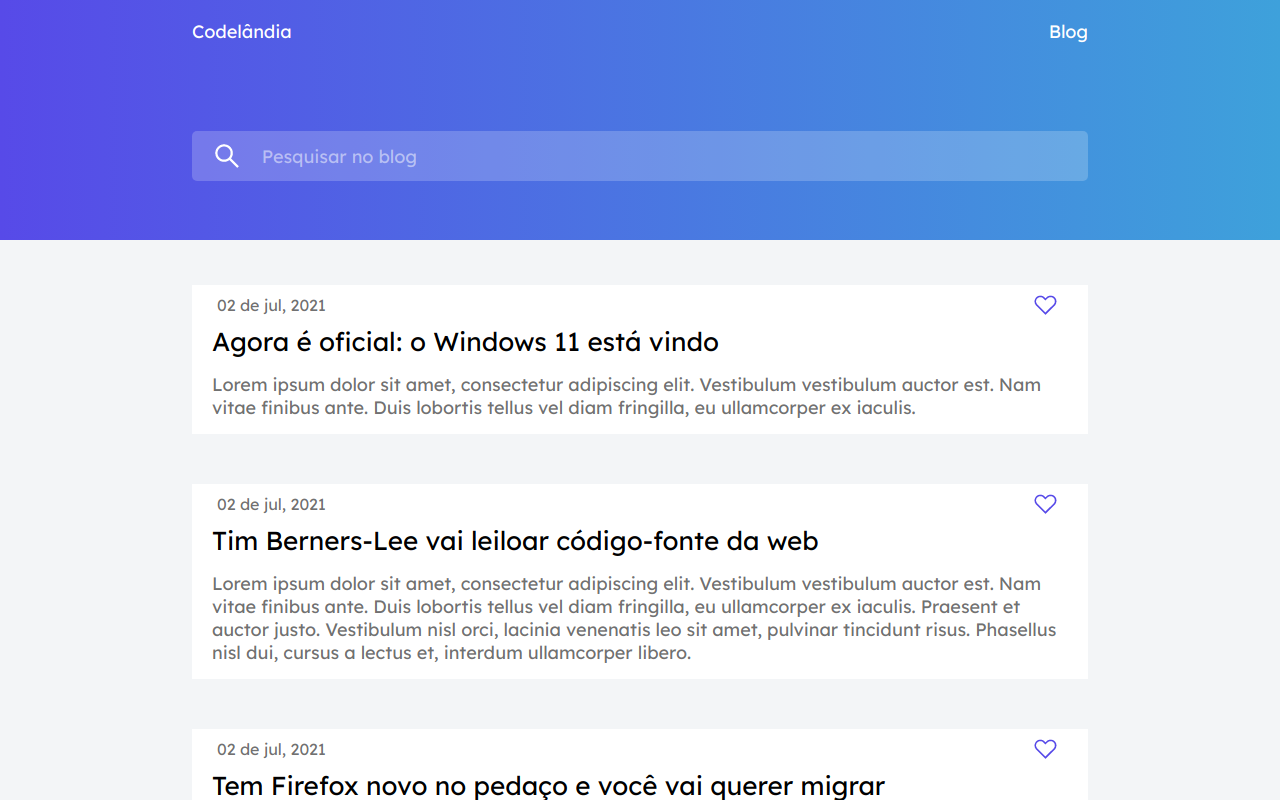 Codelândia
Blog
Pesquisar no blog
02 de jul, 2021
Agora é oficial: o Windows 11 está vindo
Lorem ipsum dolor sit amet, consectetur adipiscing elit. Vestibulum vestibulum auctor est. Nam
vitae finibus ante. Duis lobortis tellus vel diam fringilla, eu ullamcorper ex iaculis.
02 de jul, 2021
Tim Berners-Lee vai leiloar código-fonte da web
Lorem ipsum dolor sit amet, consectetur adipiscing elit. Vestibulum vestibulum auctor est. Nam
vitae finibus ante. Duis lobortis tellus vel diam fringilla, eu ullamcorper ex iaculis. Praesent et
auctor justo. Vestibulum nisl orci, lacinia venenatis leo sit amet, pulvinar tincidunt risus. Phasellus
nisl dui, cursus a lectus et, interdum ullamcorper libero.
02 de jul, 2021
Tem Firefox novo no pedaço e você vai querer migrar